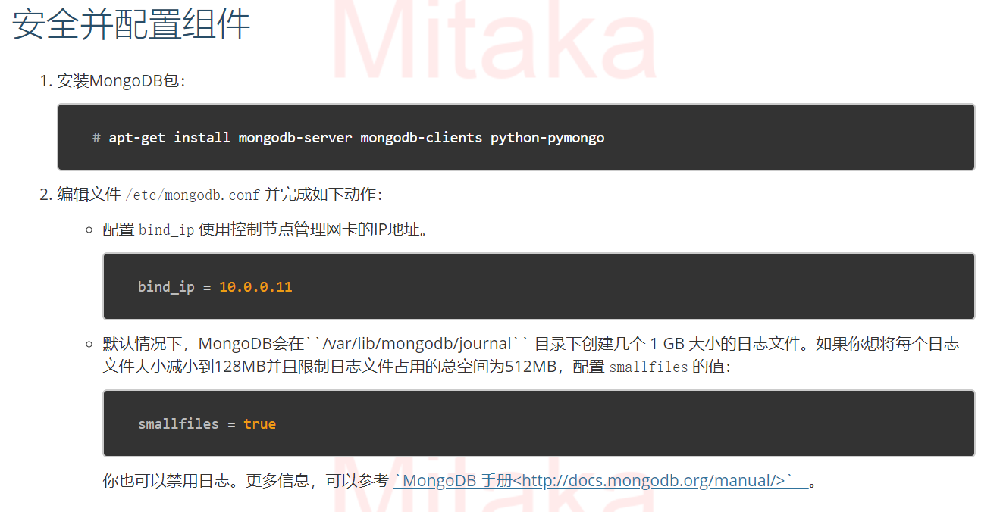 安全并配置组件
Mitaka
1. 安装MongoDB包：
# apt-get install mongodb-server mongodb-clients python-pymongo
2. 编辑文件 /etc/mongodb.conf 并完成如下动作：
配置 bind_ip 使用控制节点管理网卡的IP地址。
bind_ip = 10.0.0.11
默认情况下，MongoDB会在``/var/lib/mongodb/journal`` 目录下创建几个 1 GB 大小的日志文件。如果你想将每个日志
文件大小减小到128MB并且限制日志文件占用的总空间为512MB，配置 smallfiles 的值：
smallfiles = true
你也可以禁用日志。更多信息，可以参考 `MongoDB 手册<http://docs.mongodb.org/manual/>`__。
Mitaka